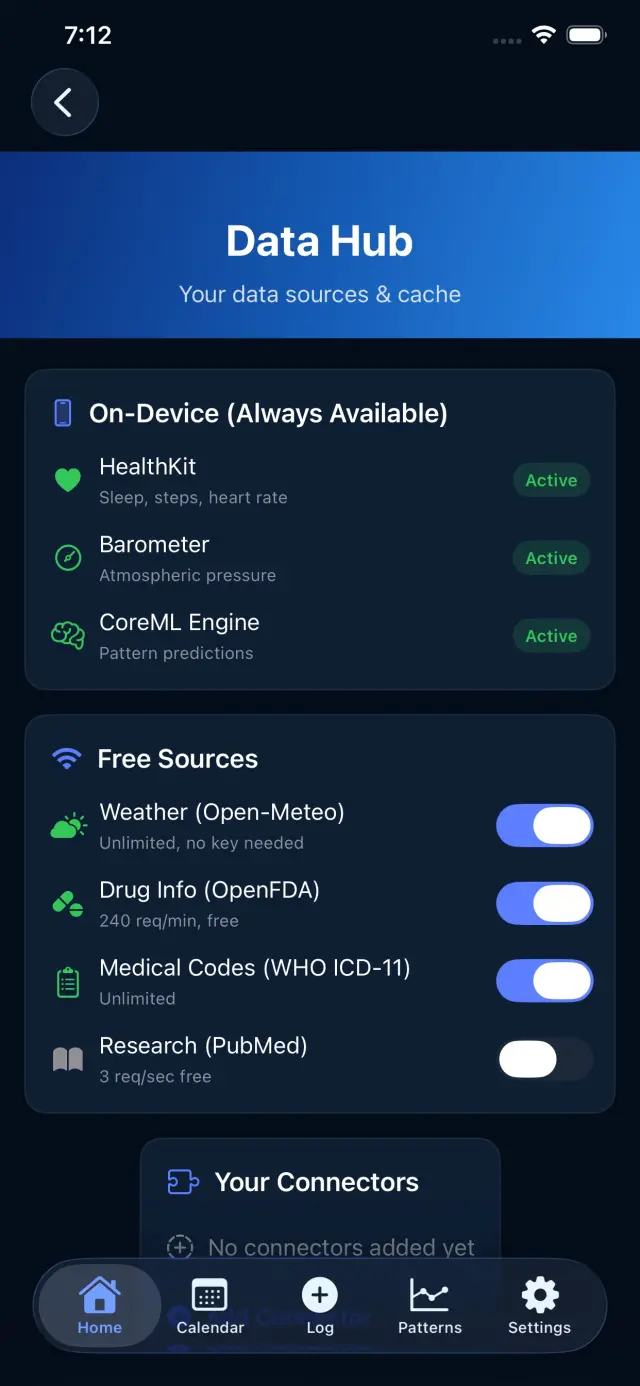 7:12
Data Hub
Your data sources & cache
On-Device (Always Available)
HealthKit
Sleep, steps, heart rate
Active
Barometer
Atmospheric pressure
Active
CoreML Engine
Pattern predictions
Active
Free Sources
Weather (Open-Meteo)
Unlimited, no key needed
Drug Info (OpenFDA)
240 req/min, free
Medical Codes (WHO ICD-11)
Unlimited
Research (PubMed)
3 req/sec free
Your Connectors
No connectors added yet
Home
Calendar
Log
Patterns
Settings